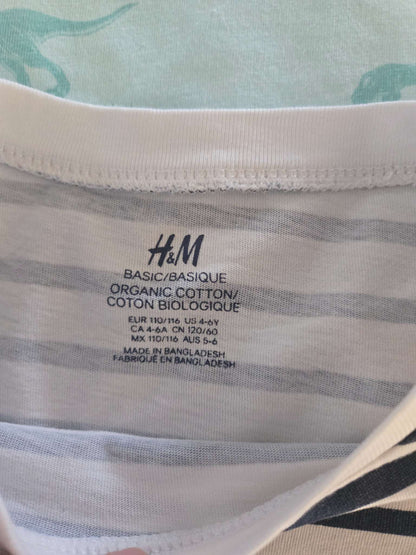 H&M
BASIC/BASIQUE
ORGANIC COTTON/
COTON BIOLOGIQUE
EUR 110/116 US 4-6Y
CA 4-6A CN 120/60
MX 110/116 AUS 5-6
MADE IN BANGLADESH
FABRIQUÉ EN BANGLADESH